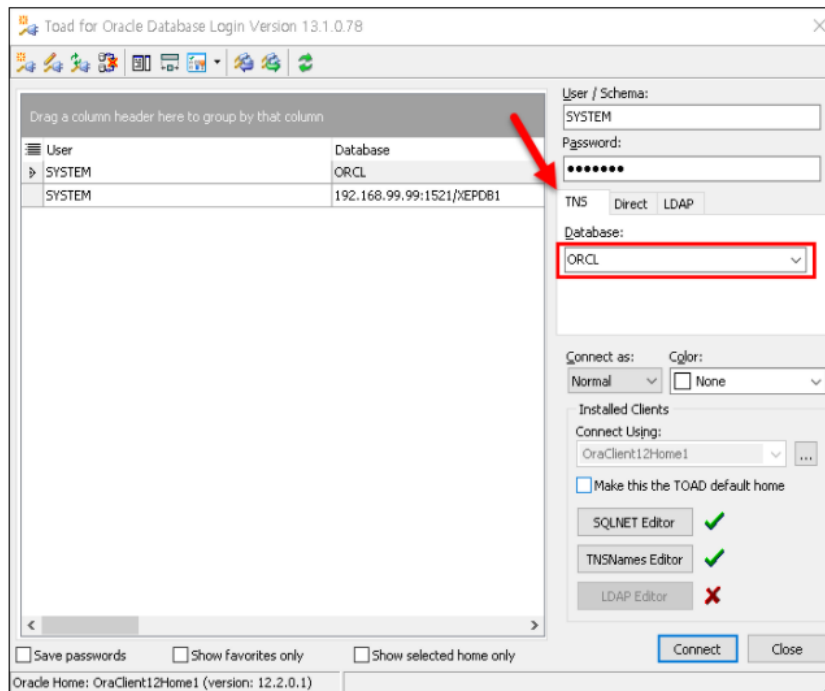 Toad for Oracle Database Login Version 13.1.0.78
Drag a column header here to group by that column
User Database
SYSTEM ORCL
SYSTEM 192.168.99.99:1521/XEPDB1
User / Schema:
SYSTEM
Password:
•••••••
TNS Direct LDAP
Database:
ORCL
Connect as: Color:
Normal None
Installed Clients
Connect Using:
OraClient12Home1 ...
Make this the TOAD default home
SQLNET Editor
TNSNames Editor
LDAP Editor
Save passwords Show favorites only Show selected home only
Connect Close
Oracle Home: OraClient12Home1 (version: 12.2.0.1)